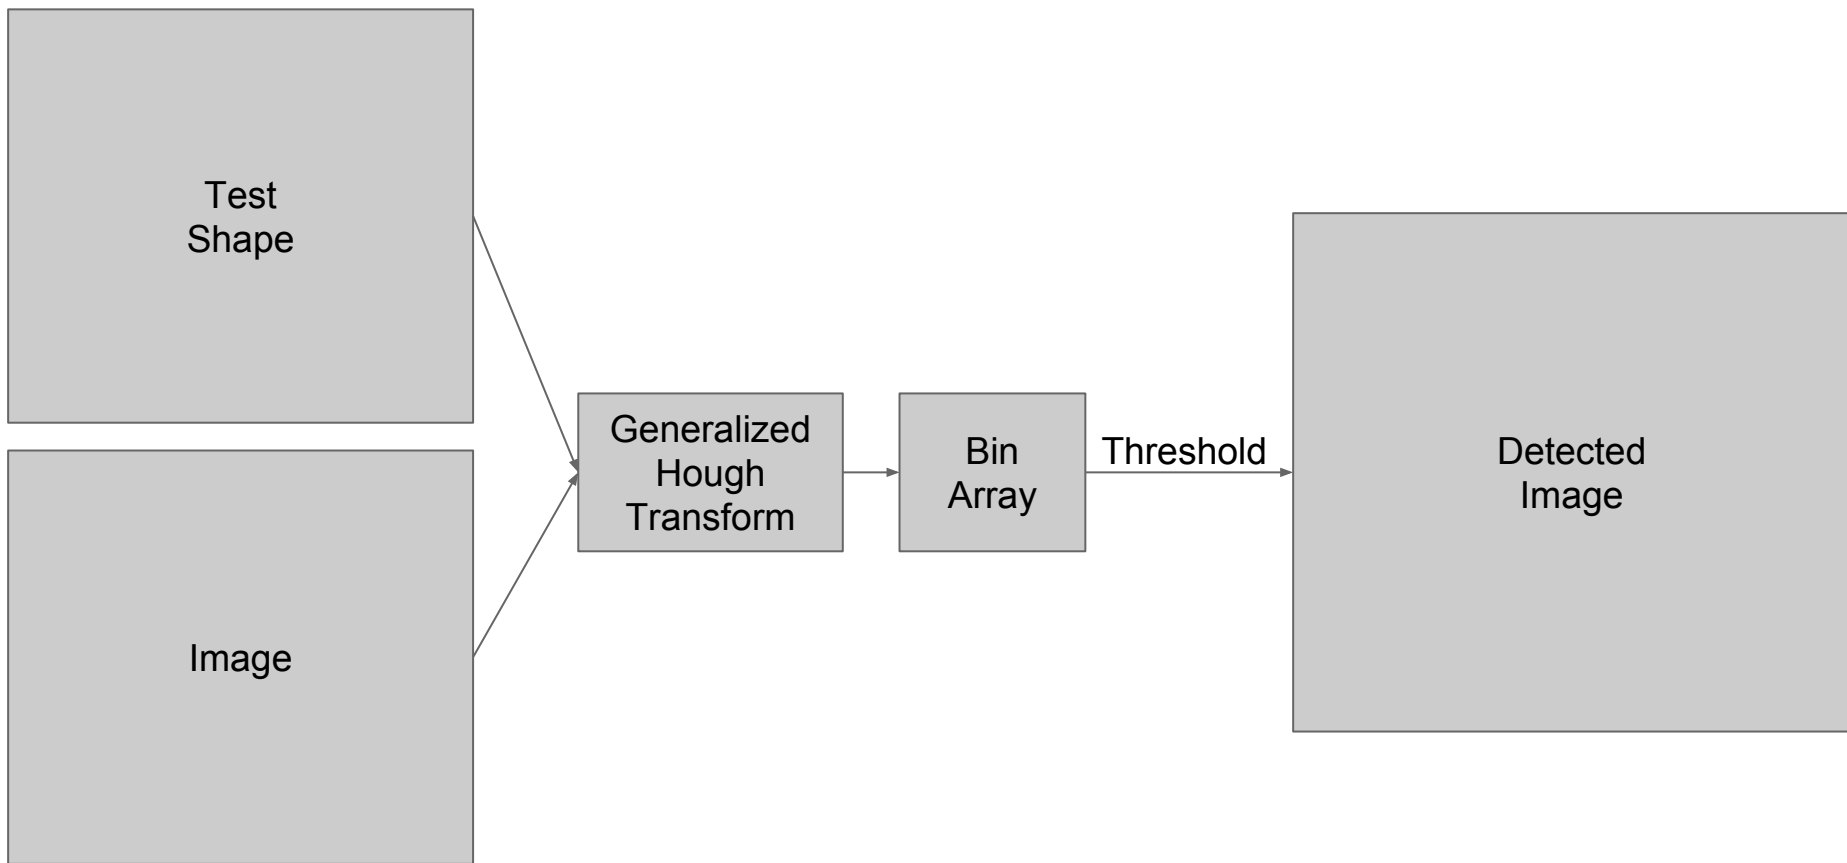 Test
Shape
Image
Generalized
Hough
Transform
Bin
Array
Threshold
Detected
Image